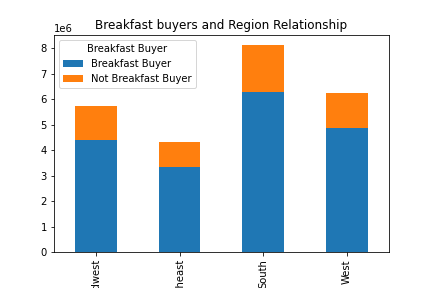 Breakfast buyers and Region Relationship
1e6
Breakfast Buyer
Breakfast Buyer
Not Breakfast Buyer
8
7
6
5
4
3
2
1
0
dwest
heast
South
West